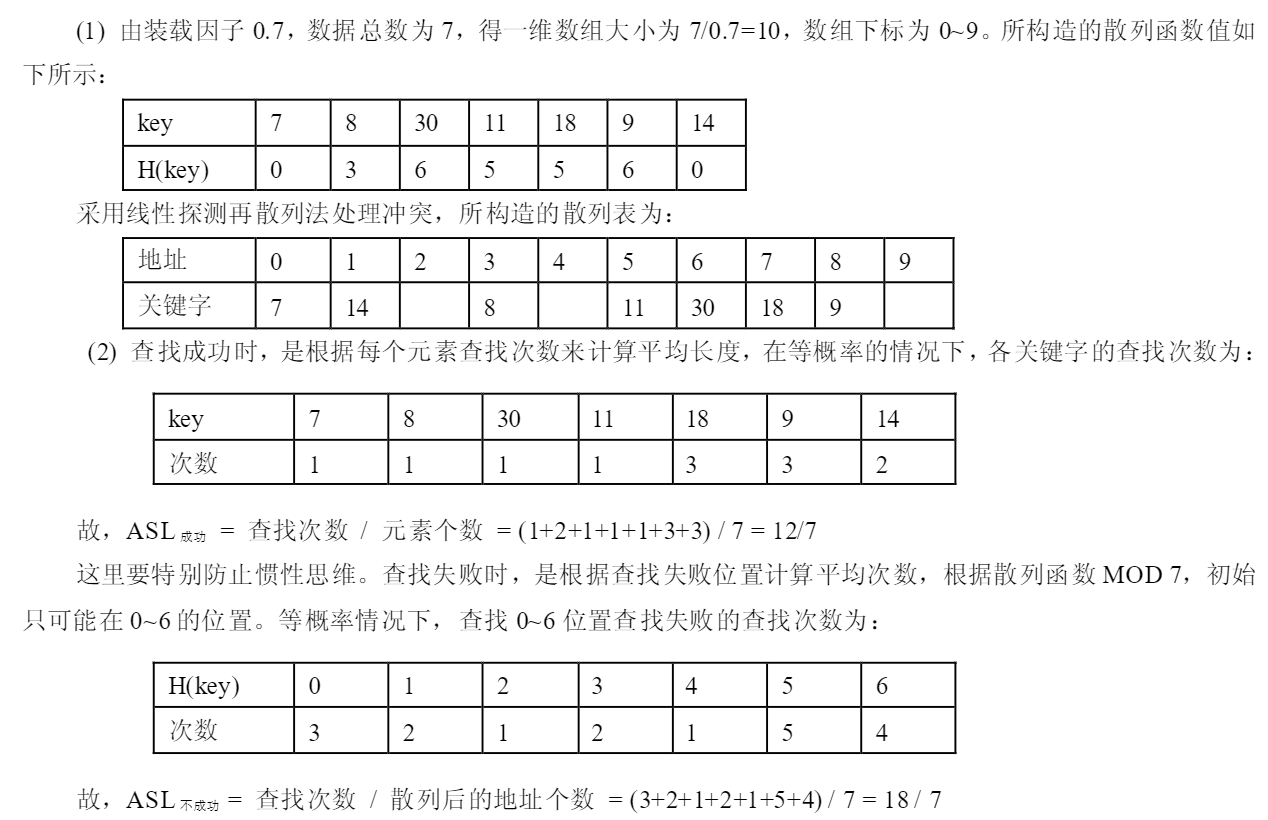 (1) 由装载因子 0.7，数据总数为 7，得一维数组大小为 7/0.7=10，数组下标为 0~9。所构造的散列函数值如
下所示：
key 7 8 30 11 18 9 14
H(key) 0 3 6 5 5 6 0
采用线性探测再散列法处理冲突，所构造的散列表为：
地址 0 1 2 3 4 5 6 7 8 9
关键字 7 14 8 11 30 18 9
(2) 查找成功时，是根据每个元素查找次数来计算平均长度，在等概率的情况下，各关键字的查找次数为：
key 7 8 30 11 18 9 14
次数 1 1 1 1 3 3 2
故，ASL成功 = 查找次数 / 元素个数 = (1+2+1+1+1+3+3) / 7 = 12/7
这里要特别防止惯性思维。查找失败时，是根据查找失败位置计算平均次数，根据散列函数 MOD 7，初始
只可能在 0~6 的位置。等概率情况下，查找 0~6 位置查找失败的查找次数为：
H(key) 0 1 2 3 4 5 6
次数 3 2 1 2 1 5 4
故，ASL不成功 = 查找次数 / 散列后的地址个数 = (3+2+1+2+1+5+4) / 7 = 18 / 7